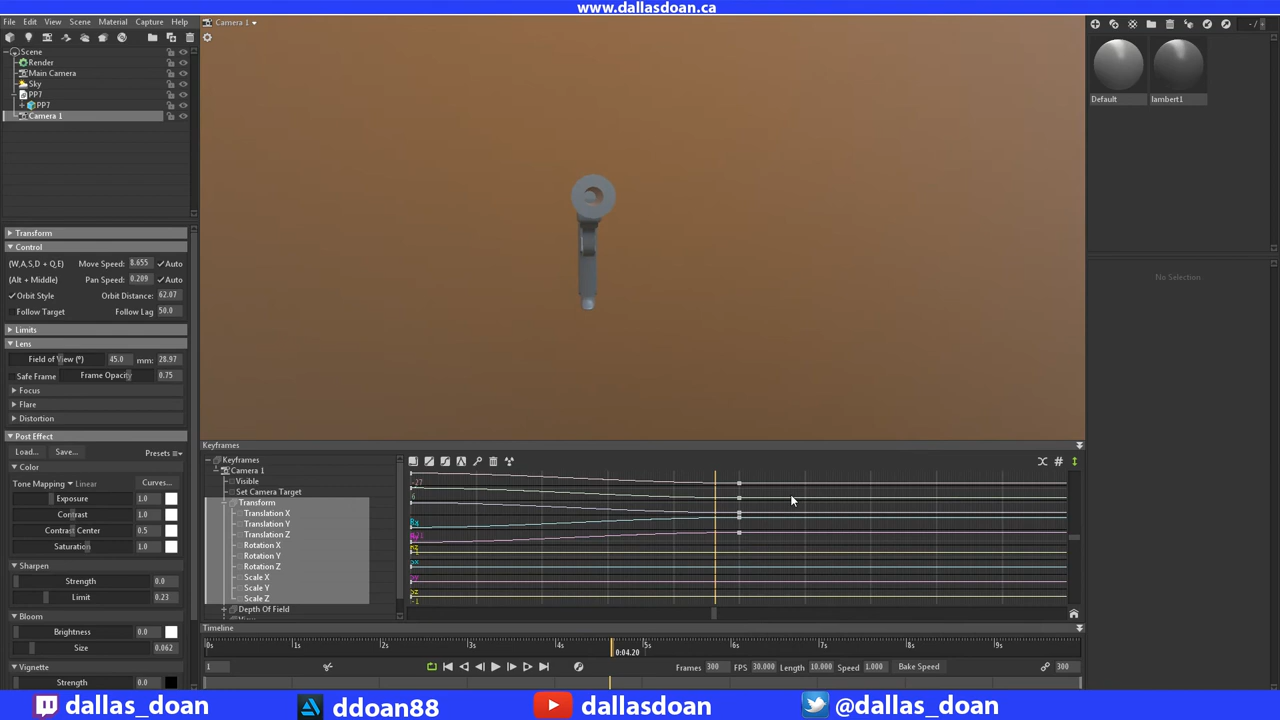 www.dallasdoan.ca
File Edit View Scene Material Capture Help
Camera 1
Scene
Render
Main Camera
Sky
PP7
PP7
Camera 1
Default
lambert1
No Selection
Transform
Control
(W,A,S,D + Q,E) Move Speed: 8.655 Auto
(Alt + Middle) Pan Speed: 0.209 Auto
Orbit Style Orbit Distance: 62.07
Follow Target Follow Lag 50.0
Limits
Lens
Field of View (°) 45.0 mm: 28.97
Safe Frame Frame Opacity 0.75
Focus
Flare
Distortion
Post Effect
Load... Save... Presets
Color
Tone Mapping Linear Curves...
Exposure 1.0
Contrast 1.0
Contrast Center 0.5
Saturation 1.0
Sharpen
Strength 0.0
Limit 0.23
Bloom
Brightness 0.0
Size 0.062
Vignette
Strength 0.0
Keyframes
Keyframes
Camera 1
Visible
Set Camera Target
Transform
Translation X
Translation Y
Translation Z
Rotation X
Rotation Y
Rotation Z
Scale X
Scale Y
Scale Z
Depth Of Field
-27
6
Timeline
0s 1s 2s 3s 4s 5s 6s 7s 8s 9s
0:04.20
1 Frames 300 FPS 30.000 Length 10.000 Speed 1.000 Bake Speed 300
dallas_doan ddoan88 dallasdoan @dallas_doan